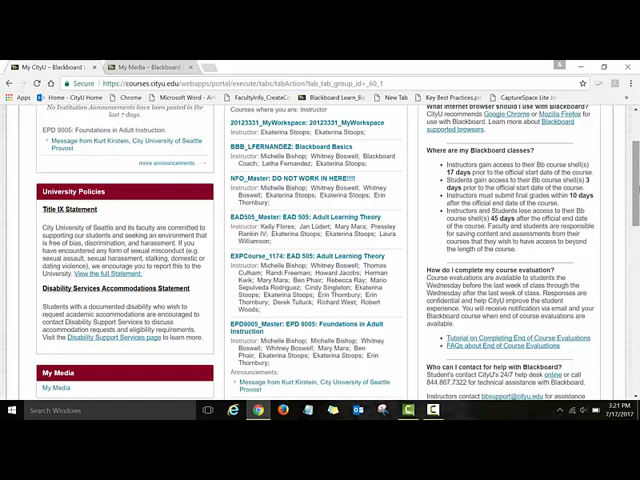 My CityU – Blackboard L
My Media – Blackboard
Secure
https://courses.cityu.edu/webapps/portal/execute/tabs/tabAction?tab_tab_group_id=_60_1
Apps
Home - CityU Home
Chrome
Microsoft Word - Ar
FacultyInfo_CreateCo
Blackboard Learn_Ba
New Tab
Key Best Practices.pd
CaptureSpace Lite Jo
No Institution Announcements have been posted in the
last 7 days.
EPD 9005: Foundations in Adult Instruction
Message from Kurt Kirstein, City University of Seattle
Provost
more announcements...
University Policies
Title IX Statement
City University of Seattle and its faculty are committed to
supporting our students and seeking an environment that
is free of bias, discrimination, and harassment. If you
have encountered any form of sexual misconduct (e.g.
sexual assault, sexual harassment, stalking, domestic or
dating violence), we encourage you to report this to the
University. View the full Statement.
Disability Services Accommodations Statement
Students with a documented disability who wish to
request academic accommodations are encouraged to
contact Disability Support Services to discuss
accommodation requests and eligibility requirements.
Visit the Disability Support Services page to learn more.
My Media
My Media
Courses where you are: Instructor
20123331_MyWorkspace: 20123331_MyWorkspace
Instructor: Ekaterina Stoops;
BBB_LFERNANDEZ: Blackboard Basics
Instructor: Michelle Bishop; Whitney Boswell; Blackboard
Coach; Letha Fernandez; Ekaterina Stoops;
NFO_Master: DO NOT WORK IN HERE!!!!
Instructor: Michelle Bishop; Whitney Boswell; Whitney
Boswell; Ekaterina Stoops; Ekaterina Stoops; Erin
Thornbury;
EAD505_Master: EAD 505: Adult Learning Theory
Instructor: Kelly Flores; Jan Lüdert; Mary Mara; Pressley
Rankin IV; Ekaterina Stoops; Ekaterina Stoops; Laura
Williamson;
EXPCourse_1174: EAD 505: Adult Learning Theory
Instructor: Michelle Bishop; Whitney Boswell; Thomas
Culham; Randi Freeman; Howard Jacobs; Herman
Kwik; Mary Mara; Ben Phair; Rebecca Ray; Mario
Sepulveda Rodriguez; Cindy Singleton; Ekaterina
Stoops; Ekaterina Stoops; Erin Thornbury; Erin
Thornbury; Derek Tulluck; Richard West; Robert
Woods;
EPD9005_Master: EPD 9005: Foundations in Adult
Instruction
Instructor: Michelle Bishop; Michelle Bishop; Whitney
Boswell; Whitney Boswell; Mary Mara; Ben
Phair; Ekaterina Stoops; Ekaterina Stoops; Erin
Thornbury;
Announcements:
Message from Kurt Kirstein, City University of Seattle
Provost
What internet browser should I use with Blackboard?
CityU recommends Google Chrome or Mozilla Firefox for
use with Blackboard. Learn more about Blackboard
supported browsers.
Where are my Blackboard classes?
Instructors gain access to their Bb course shell(s)
17 days prior to the official start date of the course.
Students gain access to their Bb course shell(s) 3
days prior to the official start date of the course.
Instructors must submit final grades within 10 days
after the official end date of the course.
Instructors and Students lose access to their Bb
course shell(s) 45 days after the official end date
of the course. Faculty and students are responsible
for saving content and assessments from their
courses that they wish to have access to beyond
the length of the course.
How do I complete my course evaluation?
Course evaluations are available to students the
Wednesday before the last week of class through the
Wednesday after the last week of class. Responses are
confidential and help CityU improve the student
experience. You will receive notification via email and your
Blackboard course when end of course evaluations are
available.
Tutorial on Completing End of Course Evaluations
FAQs about End of Course Evaluations
Who can I contact for help with Blackboard?
Student's contact CityU's 24/7 help desk online or call
844.867.7322 for technical assistance with Blackboard.
Instructors contact bbsupport@cityu.edu for assistance
Search Windows
3:21 PM
7/17/2017